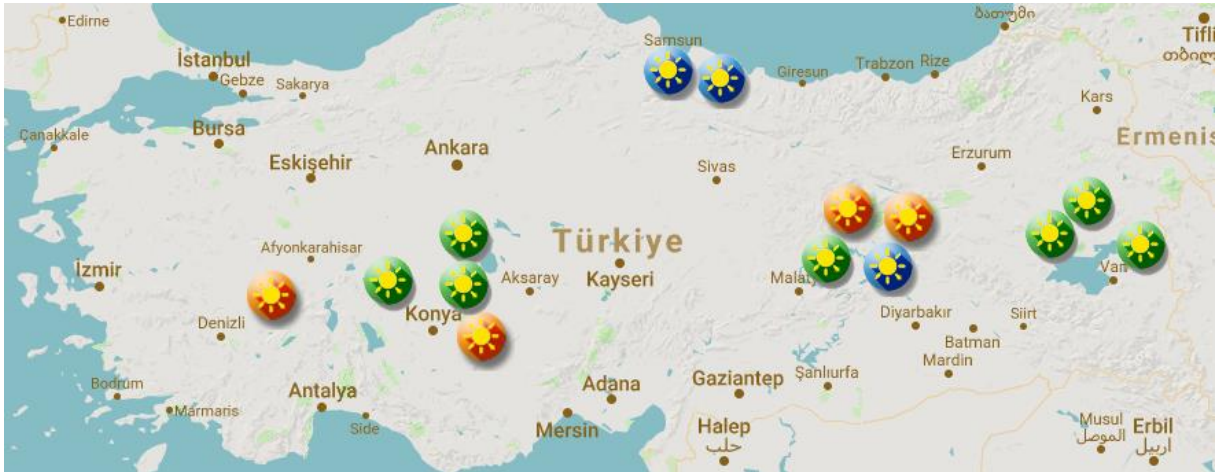 Edirne
ბათუმი
Tifli
თბილ
İstanbul
Gebze
Sakarya
Samsun
Giresun
Trabzon
Rize
Kars
Çanakkale
Bursa
Eskişehir
Ankara
Sivas
Erzurum
Ermenis
Afyonkarahisar
Türkiye
İzmir
Aksaray
Kayseri
Malaty
Van
Denizli
Konya
Diyarbakır
Siirt
Batman
Mardin
Bodrum
Marmaris
Antalya
Side
Adana
Mersin
Gaziantep
Şanlıurfa
Halep
حلب
Musul
الموصل
Erbil
اربيل